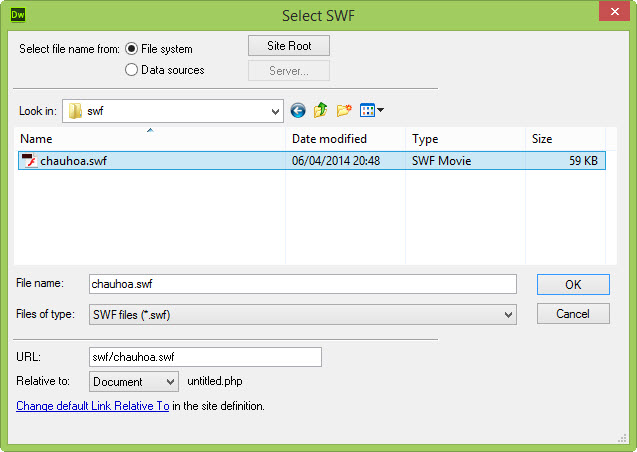 Dw Select SWF
Select file name from: File system Site Root
Data sources Server...
Look in: swf
Name Date modified Type Size
chauhoa.swf 06/04/2014 20:48 SWF Movie 59 KB
File name: chauhoa.swf OK
Files of type: SWF files (*.swf) Cancel
URL: swf/chauhoa.swf
Relative to: Document untitled.php
Change default Link Relative To in the site definition.